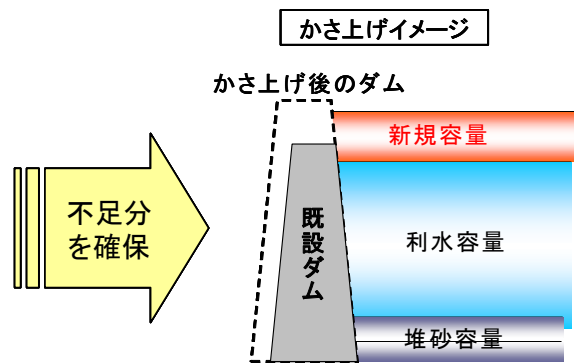 かさ上げイメージ
かさ上げ後のダム
新規容量
不足分
を確保
既設ダム
利水容量
堆砂容量